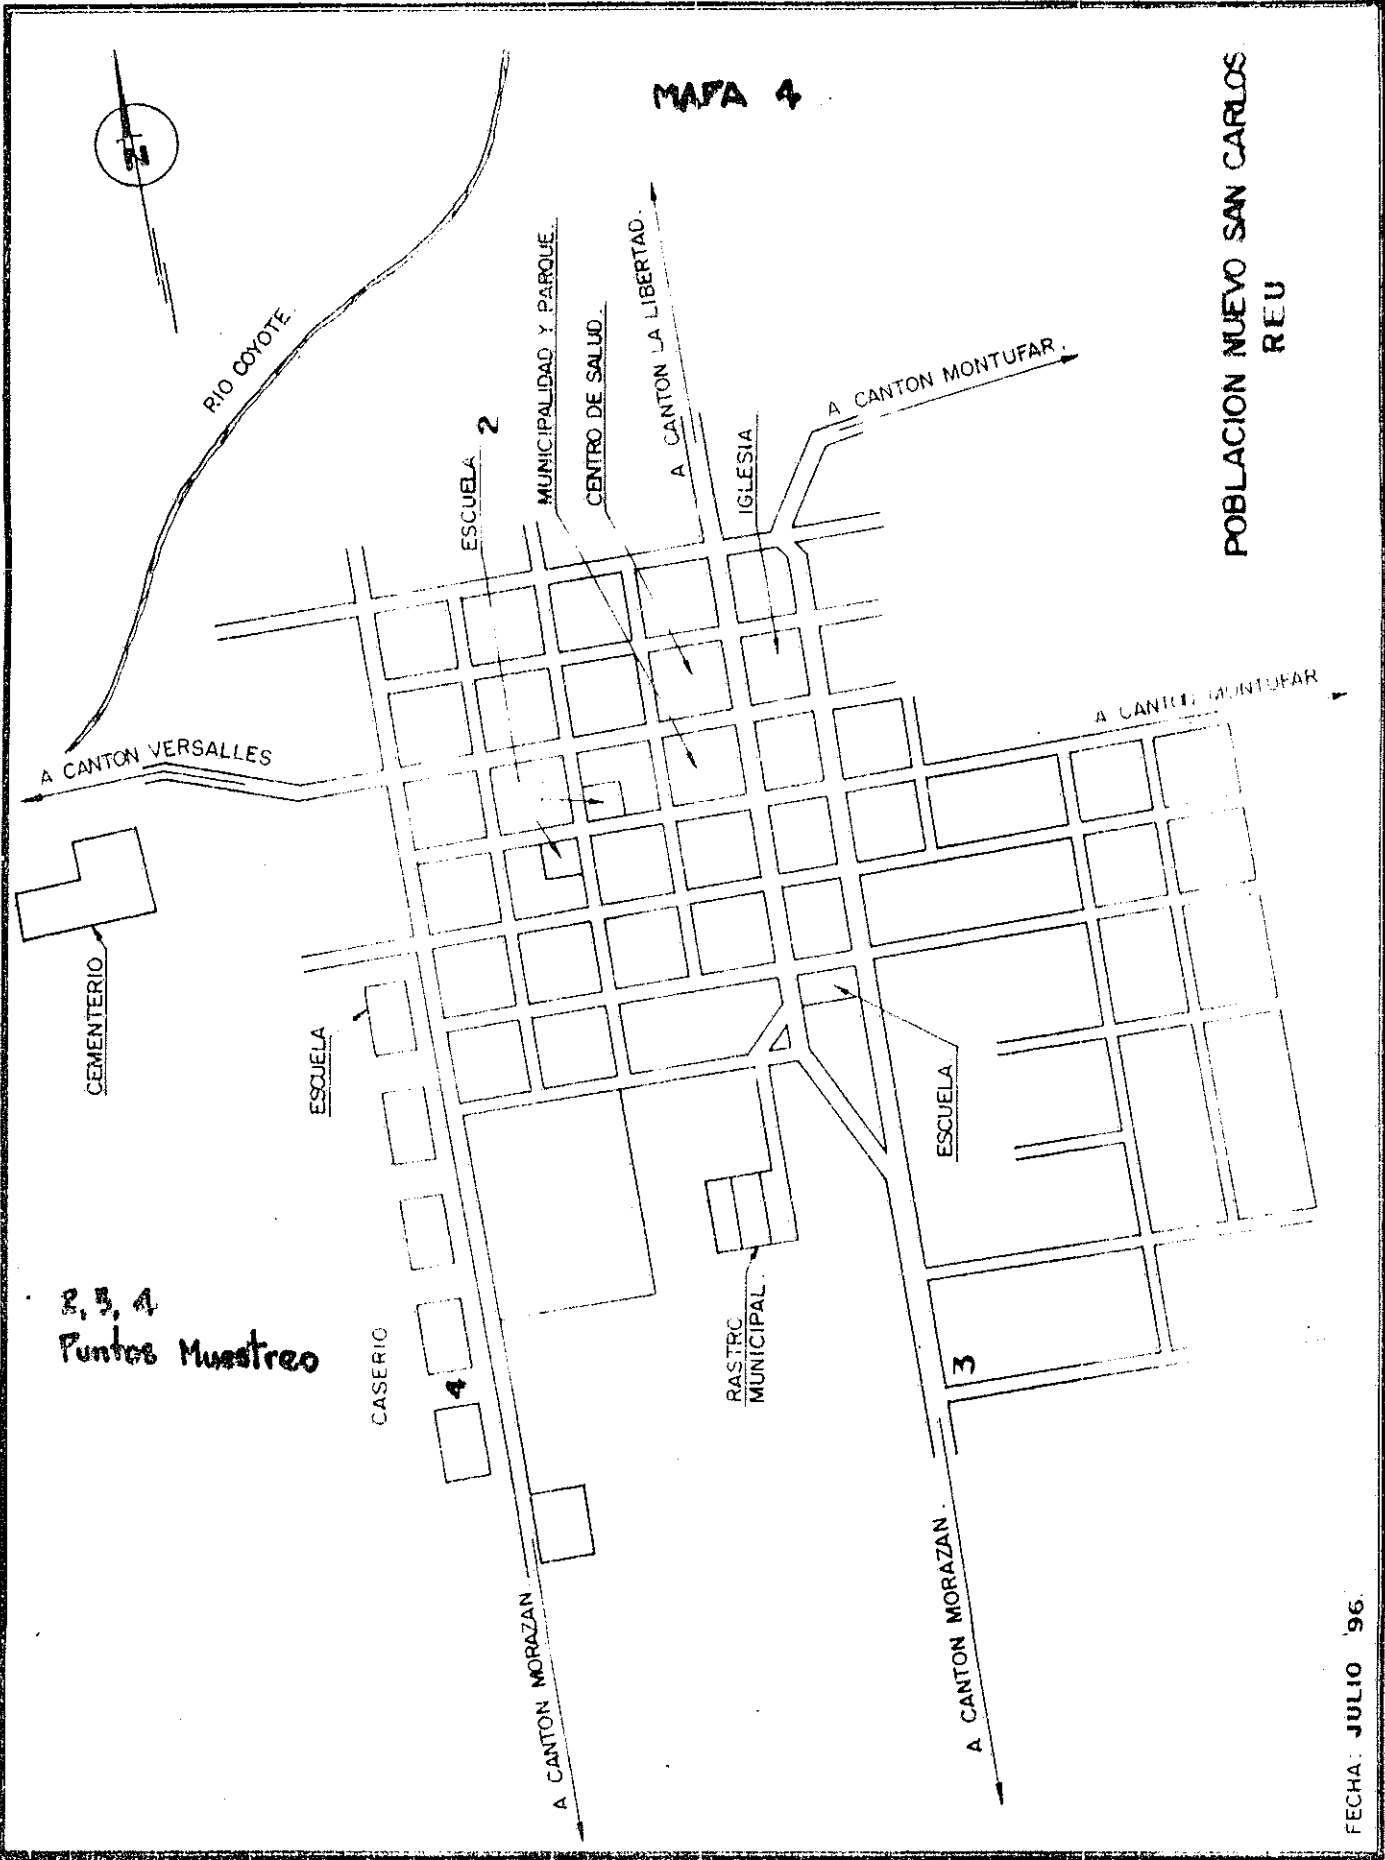 MAPA 4
N
RIO COYOTE.
ESCUELA 2
MUNICIPALIDAD Y PARQUE.
CENTRO DE SALUD.
A CANTON LA LIBERTAD.
IGLESIA
A CANTON MONTUFAR.
A CANTON MONTUFAR
POBLACION NUEVO SAN CARLOS
REU
A CANTON VERSALLES
CEMENTERIO
ESCUELA
ESCUELA
2, 3, 4
Puntos Muestreo
CASERIO
4
RASTRO
MUNICIPAL.
3
A CANTON MORAZAN
A CANTON MORAZAN.
FECHA: JULIO '96.